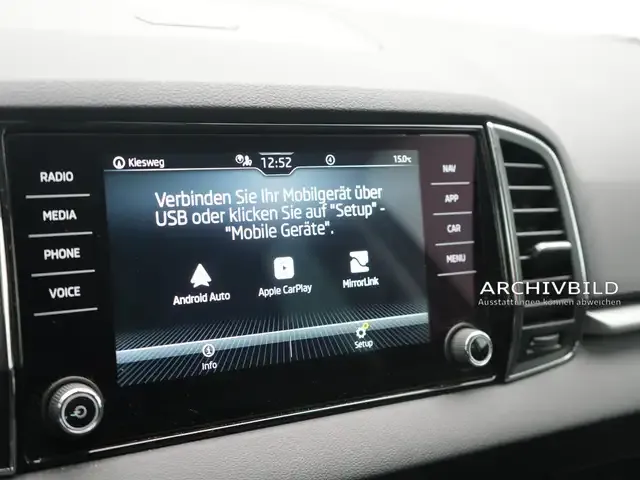 Kiesweg 12:52 15.0°C
RADIO
MEDIA
PHONE
VOICE
Verbinden Sie Ihr Mobilgerät über
USB oder klicken Sie auf "Setup" -
"Mobile Geräte".
Android Auto
Apple CarPlay
MirrorLink
Info
Setup
NAV
APP
CAR
MENU
ARCHIVBILD
Ausstattungen können abweichen